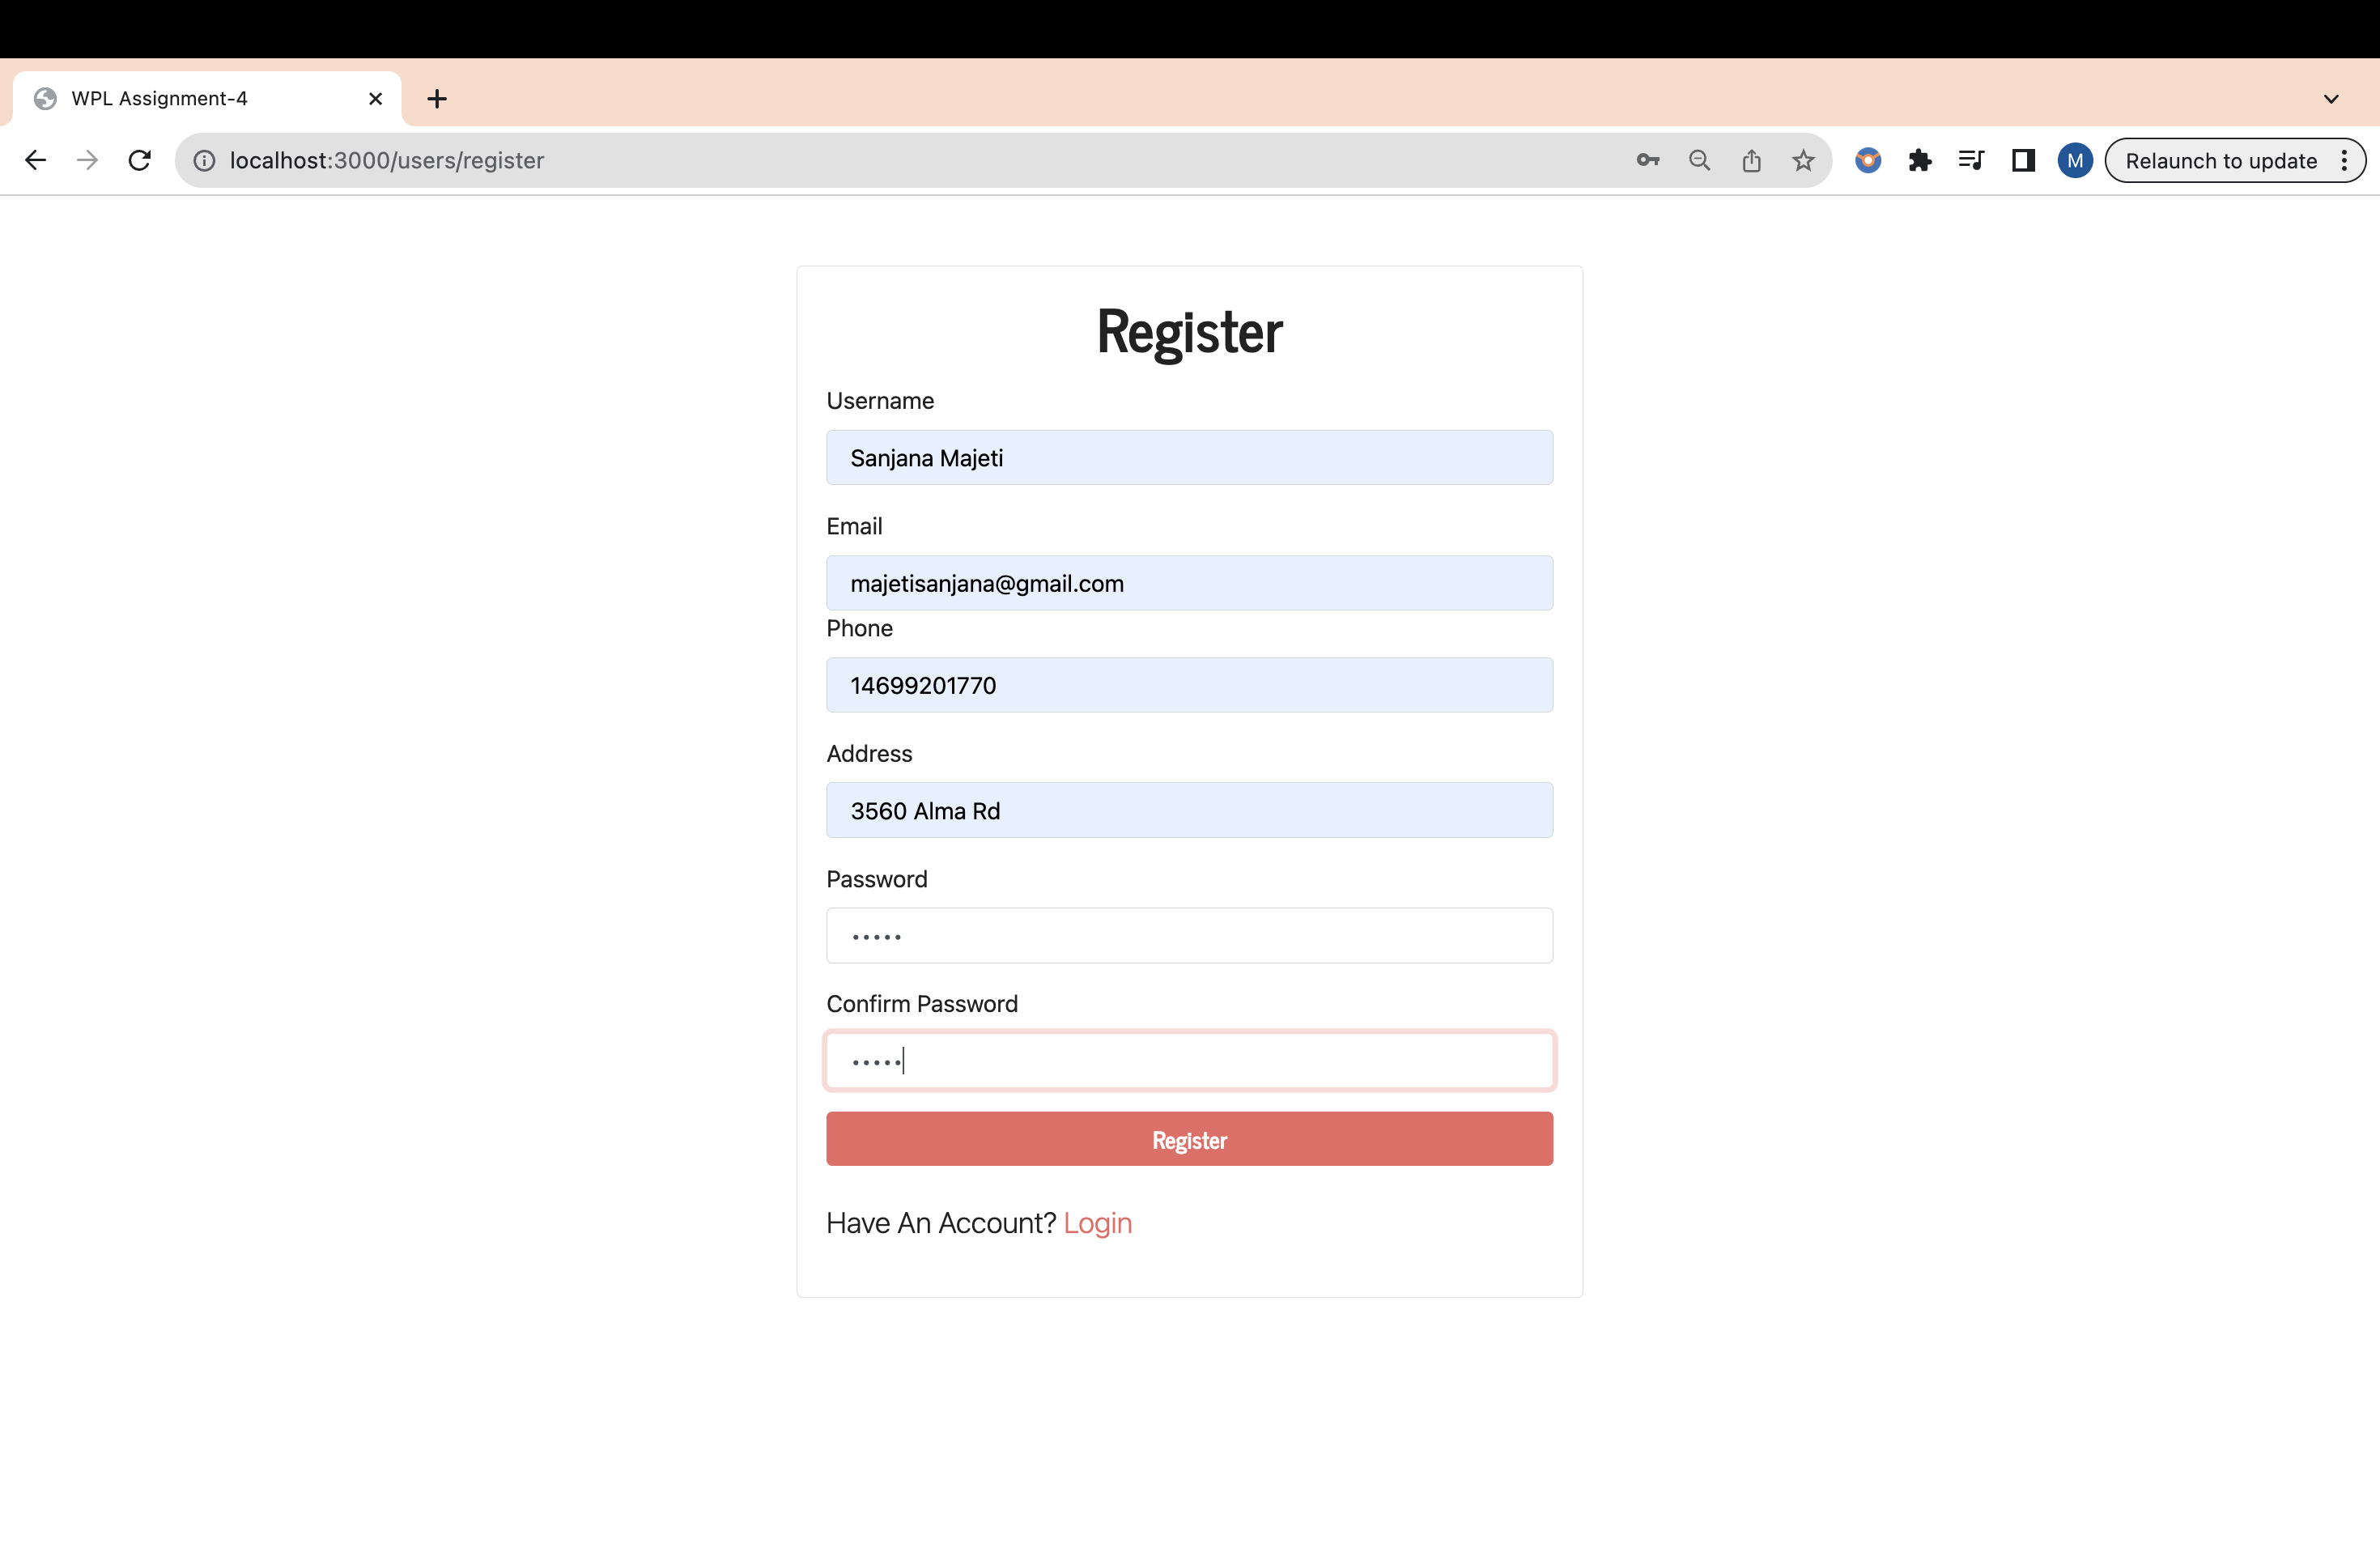 WPL Assignment-4
localhost:3000/users/register
M
Relaunch to update
Register
Username
Sanjana Majeti
Email
majetisanjana@gmail.com
Phone
14699201770
Address
3560 Alma Rd
Password
•••••
Confirm Password
•••••
Register
Have An Account? Login